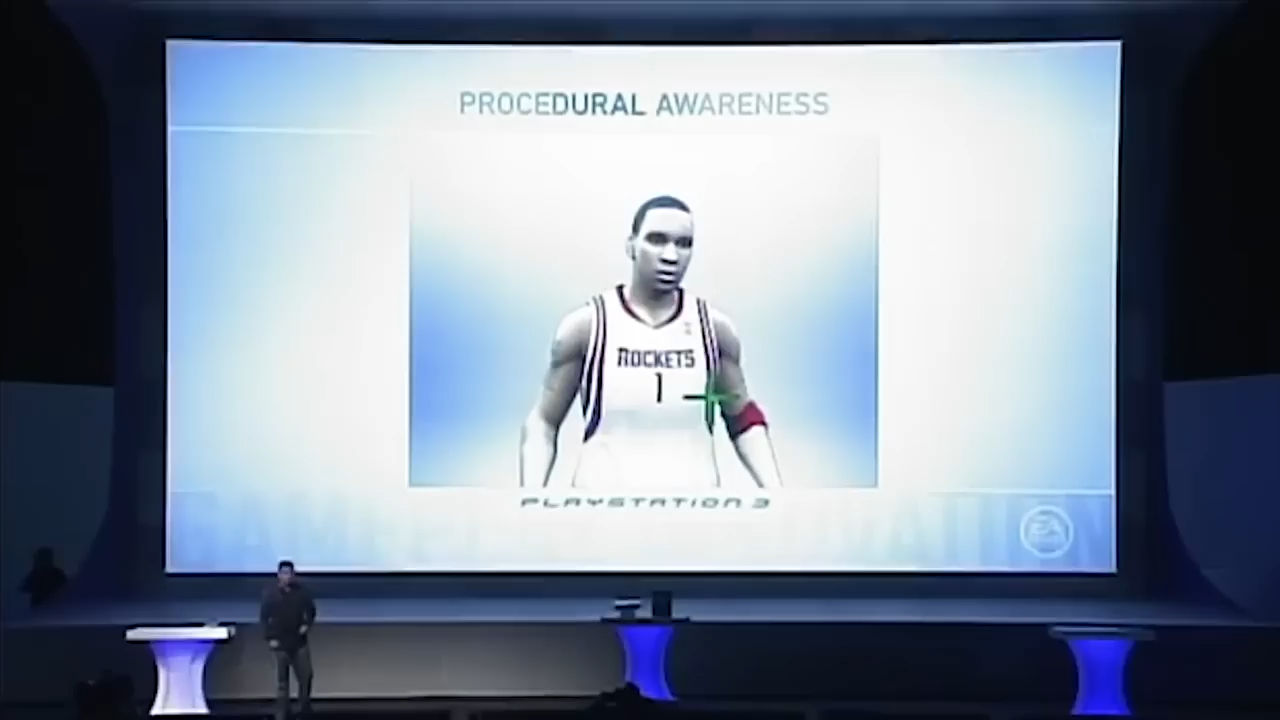 PROCEDURAL AWARENESS
ROCKETS
1
PLAYSTATION 3
EA